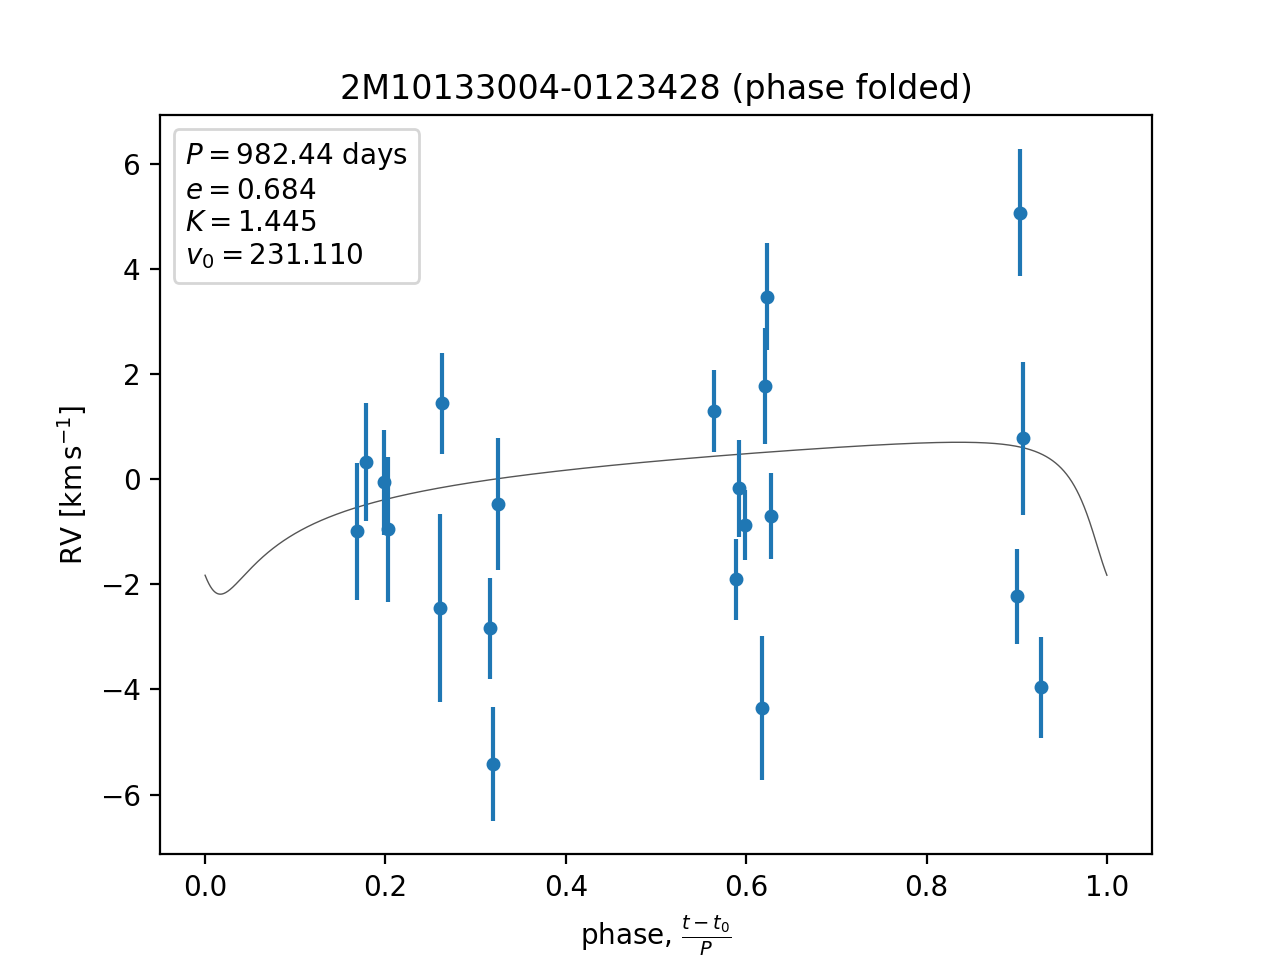 2M10133004-0123428 (phase folded)
P = 982.44 days
e = 0.684
K = 1.445
v₀ = 231.110
6
4
2
0
−2
−4
−6
RV [km s⁻¹]
0.0 0.2 0.4 0.6 0.8 1.0
phase, (t − t₀)/P